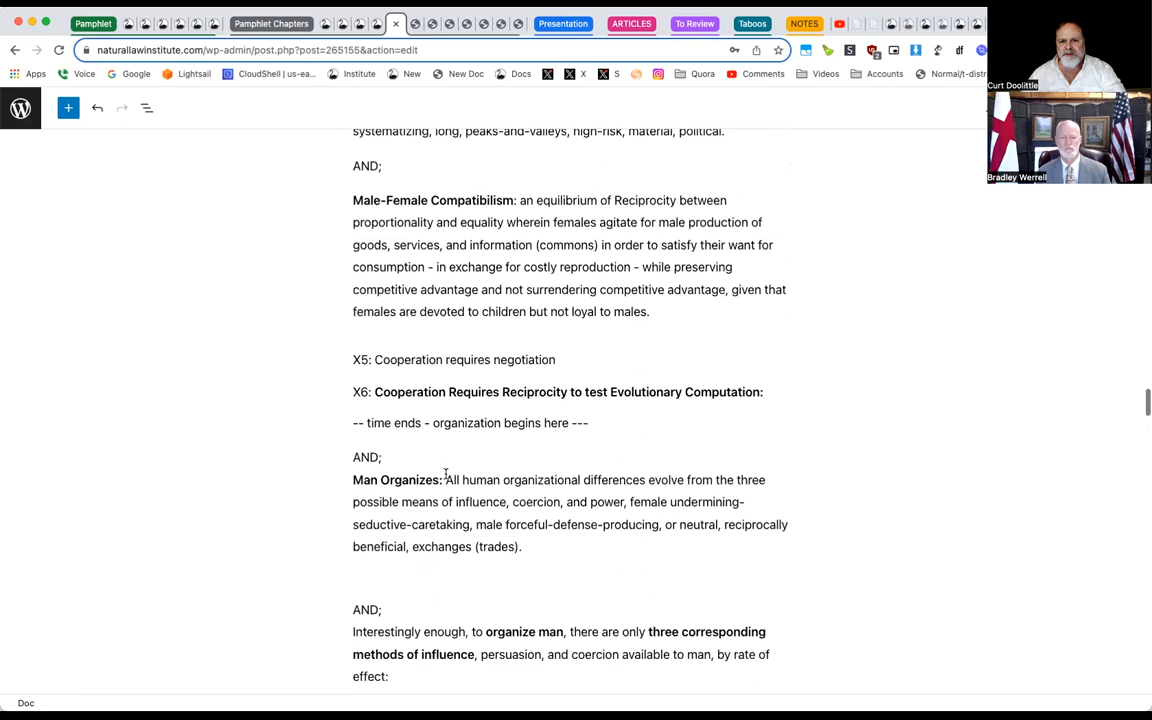 Pamphlet
Pamphlet Chapters
Presentation
ARTICLES
To Review
Taboos
NOTES
naturallawinstitute.com/wp-admin/post.php?post=265155&action=edit
Apps
Voice
Google
Lightsail
CloudShell | us-ea...
Institute
New
New Doc
Docs
X
S
Quora
Comments
Videos
Accounts
Normal/t-distr
Curt Doolittle
Bradley Werrell
systematizing, long, peaks-and-valleys, high-risk, material, political.
AND;
Male-Female Compatibilism: an equilibrium of Reciprocity between
proportionality and equality wherein females agitate for male production of
goods, services, and information (commons) in order to satisfy their want for
consumption - in exchange for costly reproduction - while preserving
competitive advantage and not surrendering competitive advantage, given that
females are devoted to children but not loyal to males.
X5: Cooperation requires negotiation
X6: Cooperation Requires Reciprocity to test Evolutionary Computation:
-- time ends - organization begins here ---
AND;
Man Organizes: All human organizational differences evolve from the three
possible means of influence, coercion, and power, female undermining-
seductive-caretaking, male forceful-defense-producing, or neutral, reciprocally
beneficial, exchanges (trades).
AND;
Interestingly enough, to organize man, there are only three corresponding
methods of influence, persuasion, and coercion available to man, by rate of
effect:
Doc